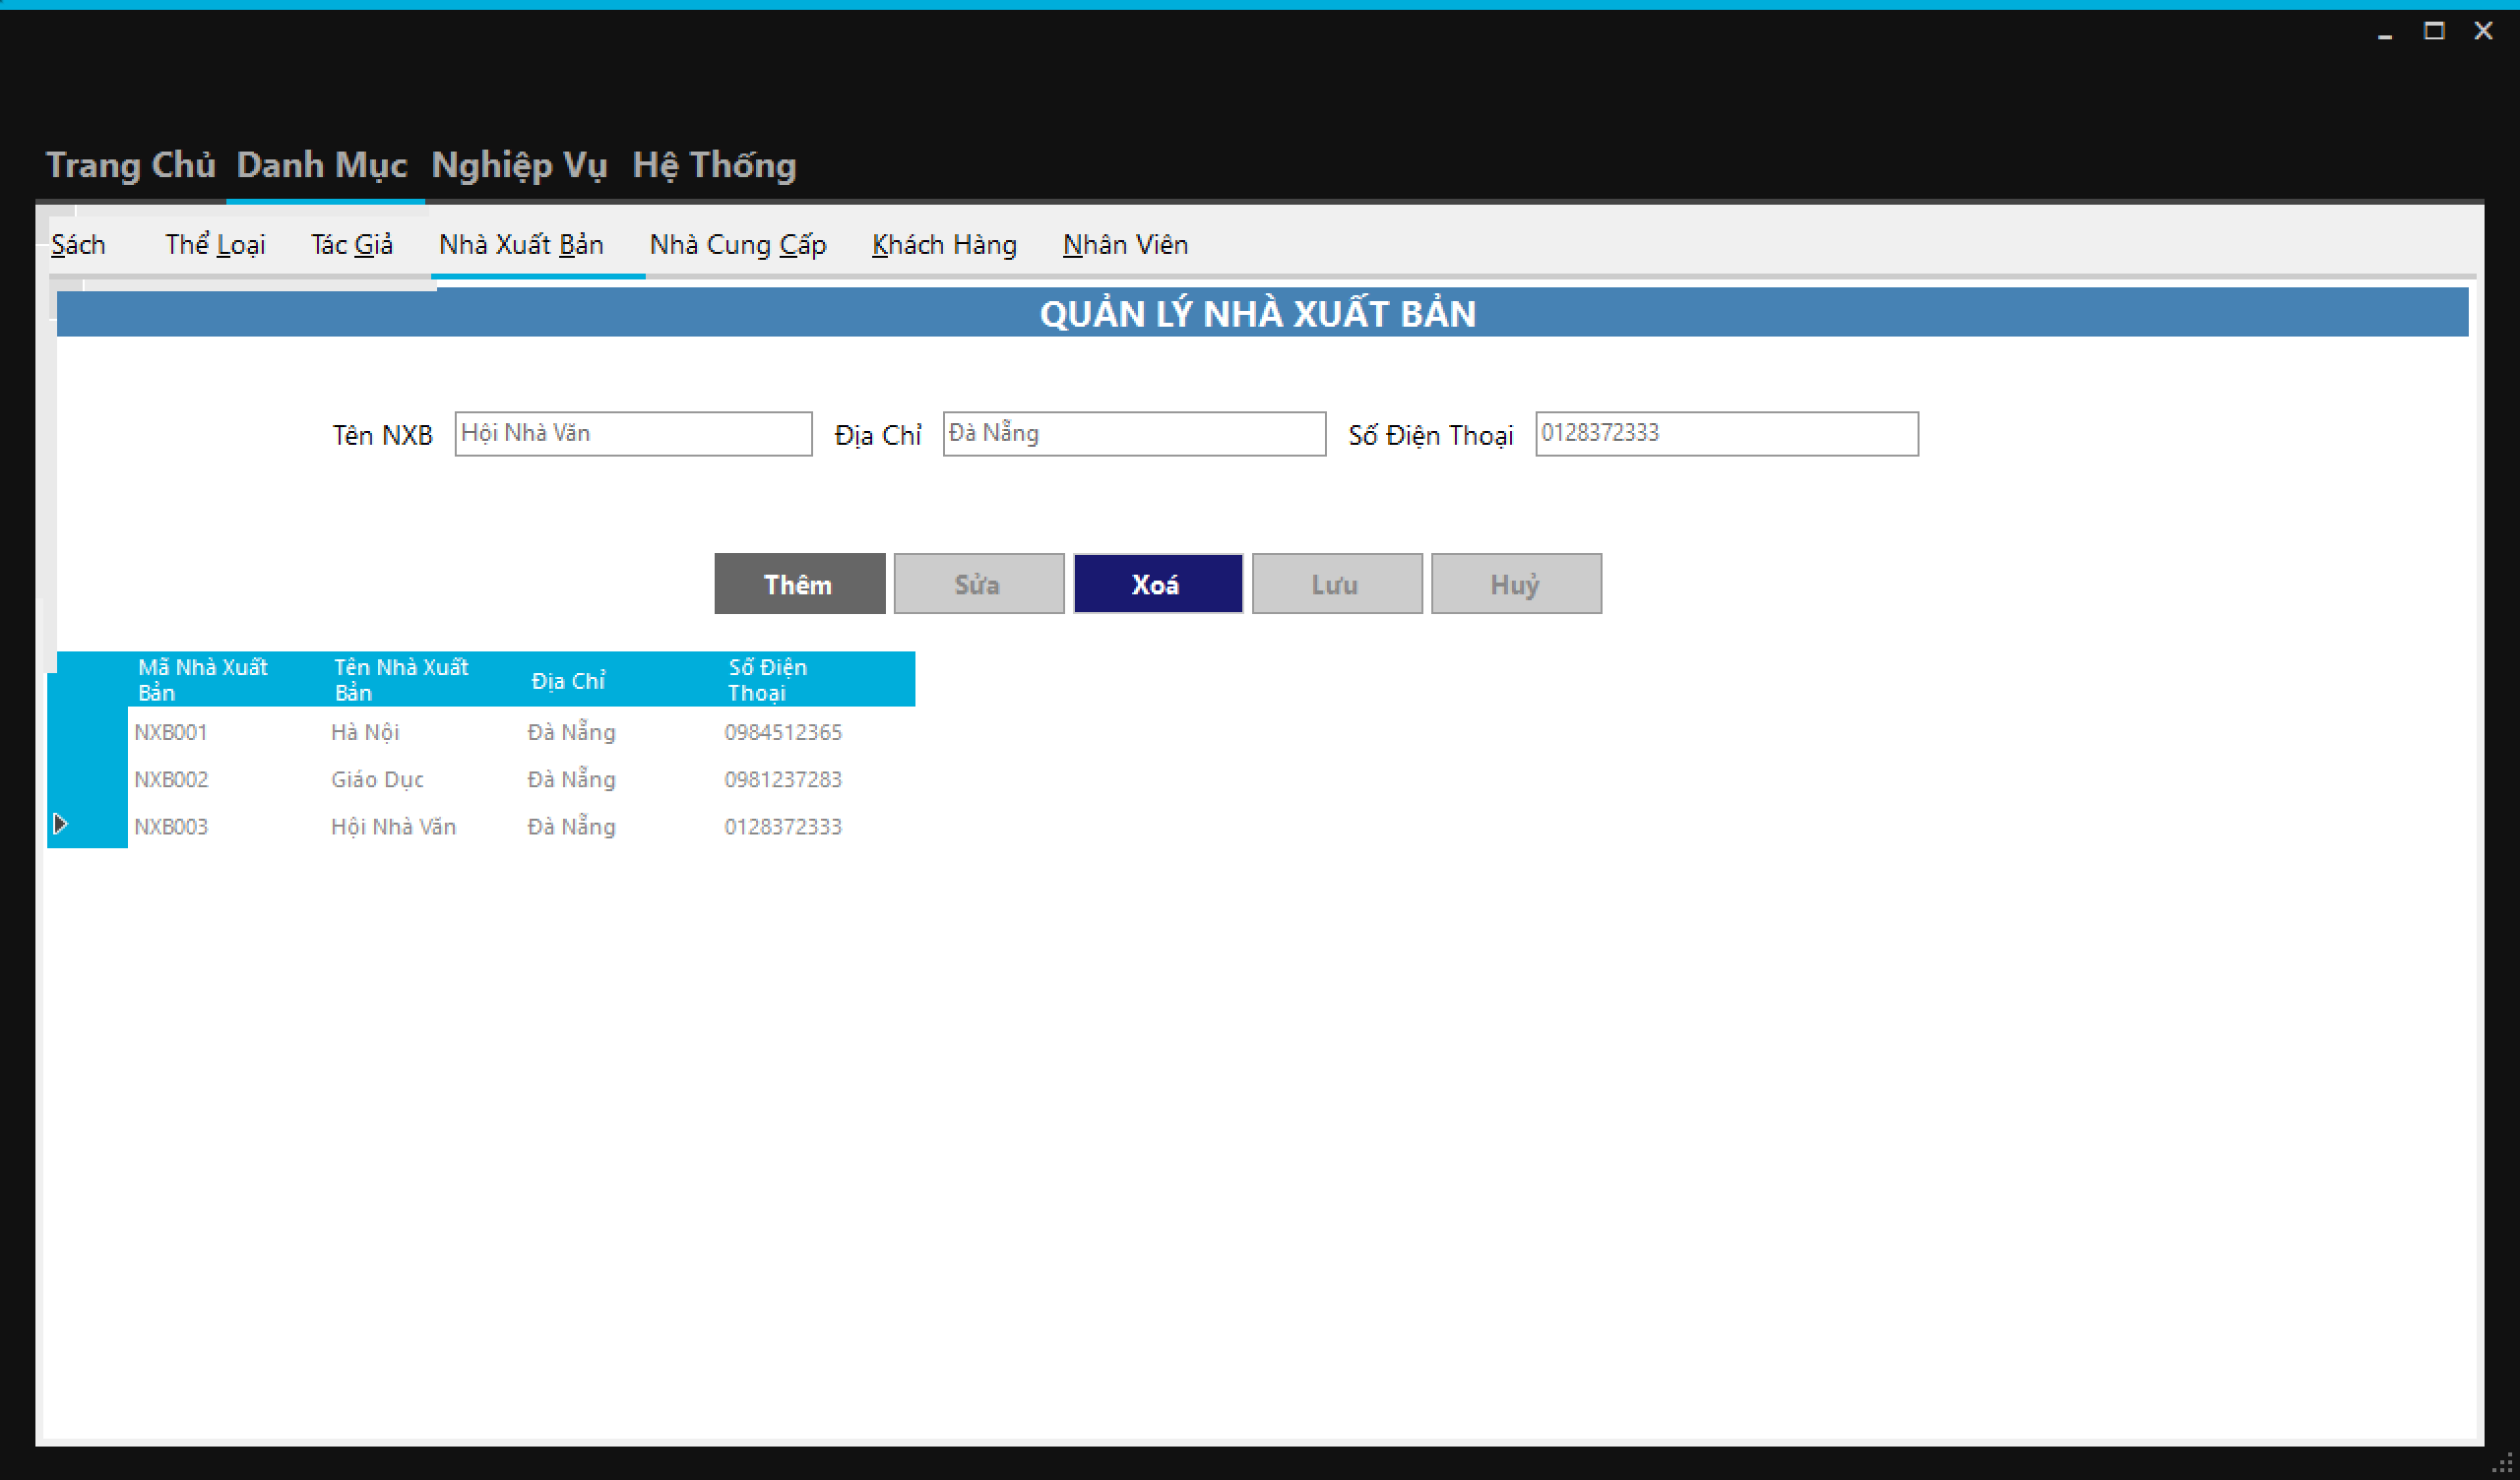 Trang Chủ Danh Mục Nghiệp Vụ Hệ Thống
Sách Thể Loại Tác Giả Nhà Xuất Bản Nhà Cung Cấp Khách Hàng Nhân Viên
QUẢN LÝ NHÀ XUẤT BẢN
Tên NXB Hội Nhà Văn Địa Chỉ Đà Nẵng Số Điện Thoại 0128372333
Thêm Sửa Xoá Lưu Huỷ
Mã Nhà Xuất Bản Tên Nhà Xuất Bản Địa Chỉ Số Điện Thoại
NXB001 Hà Nội Đà Nẵng 0984512365
NXB002 Giáo Dục Đà Nẵng 0981237283
NXB003 Hội Nhà Văn Đà Nẵng 0128372333